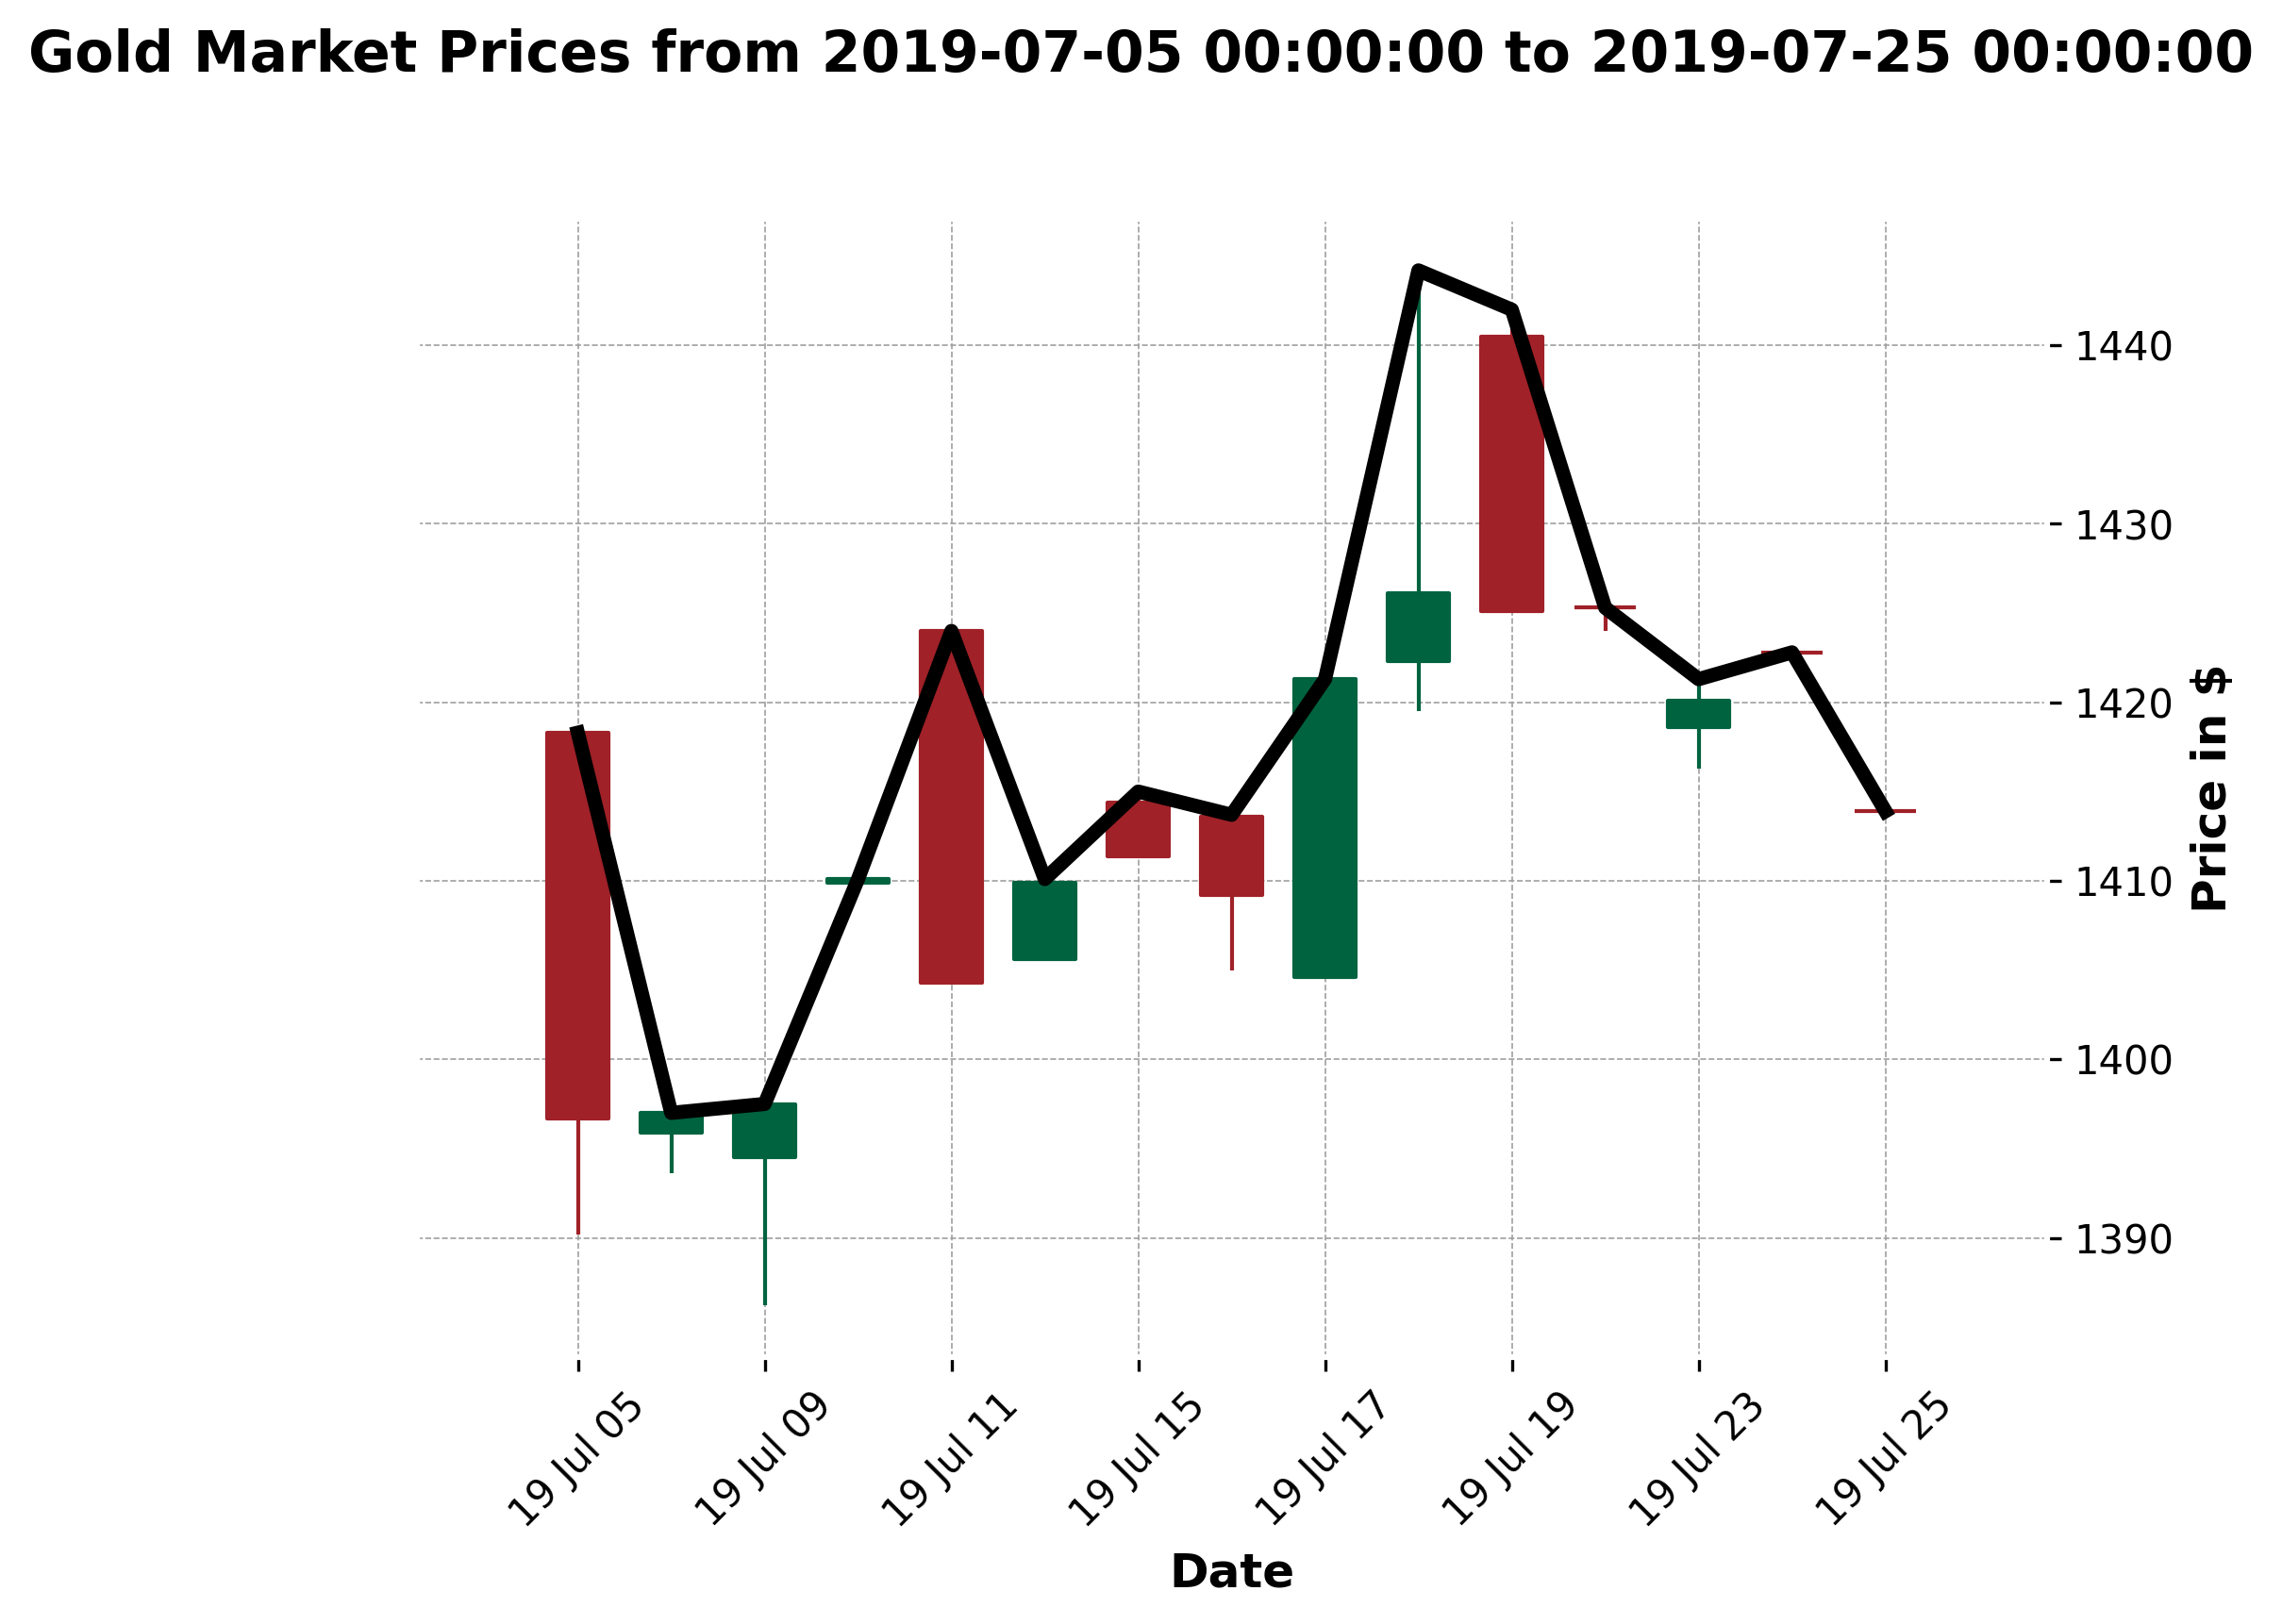 Gold Market Prices from 2019-07-05 00:00:00 to 2019-07-25 00:00:00
1440
1430
1420
1410
1400
1390
Price in $
19 Jul 05
19 Jul 09
19 Jul 11
19 Jul 15
19 Jul 17
19 Jul 19
19 Jul 23
19 Jul 25
Date